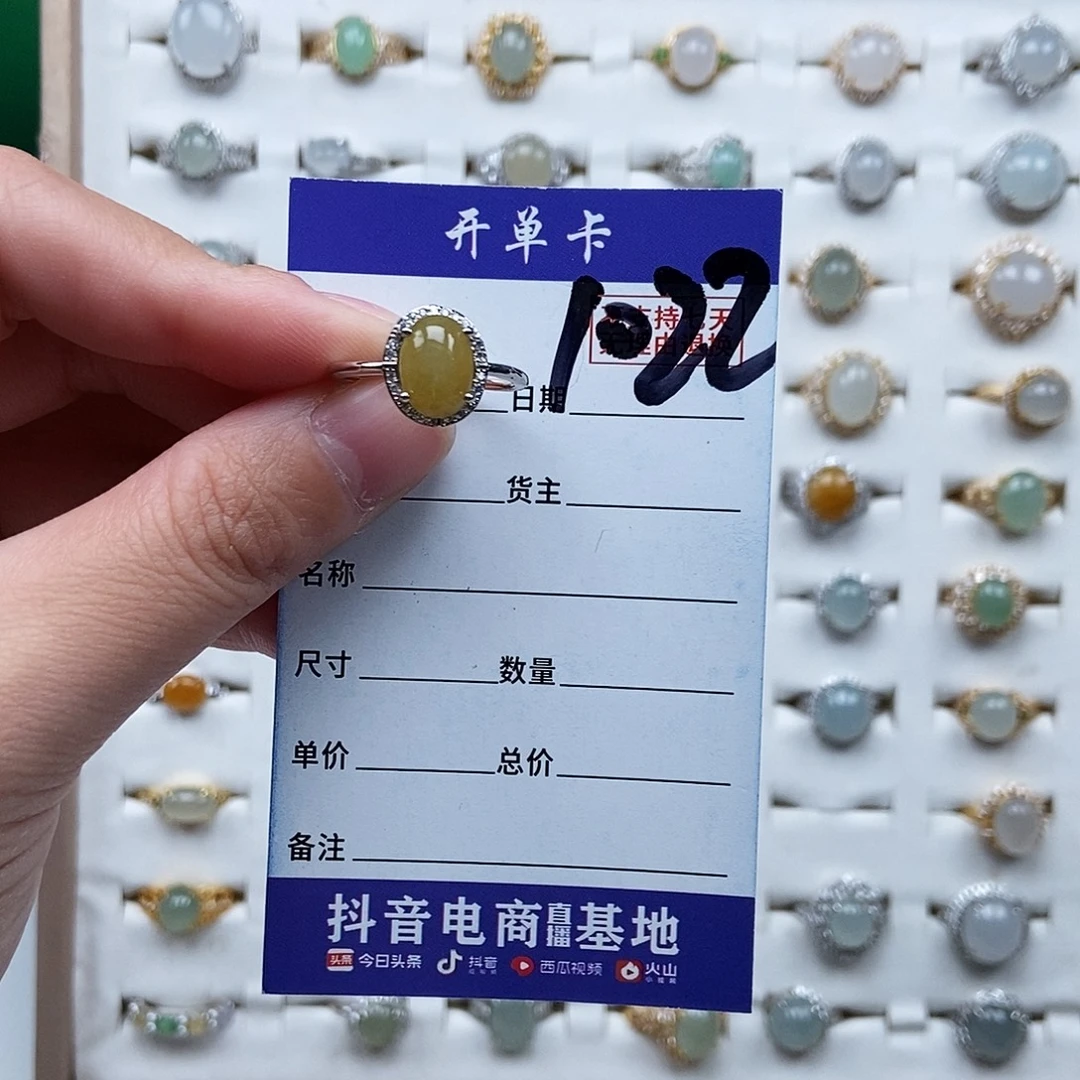 开单卡
日期
货主
名称
尺寸 数量
单价 总价
备注
抖音电商直播基地
今日头条 抖音 西瓜视频 火山